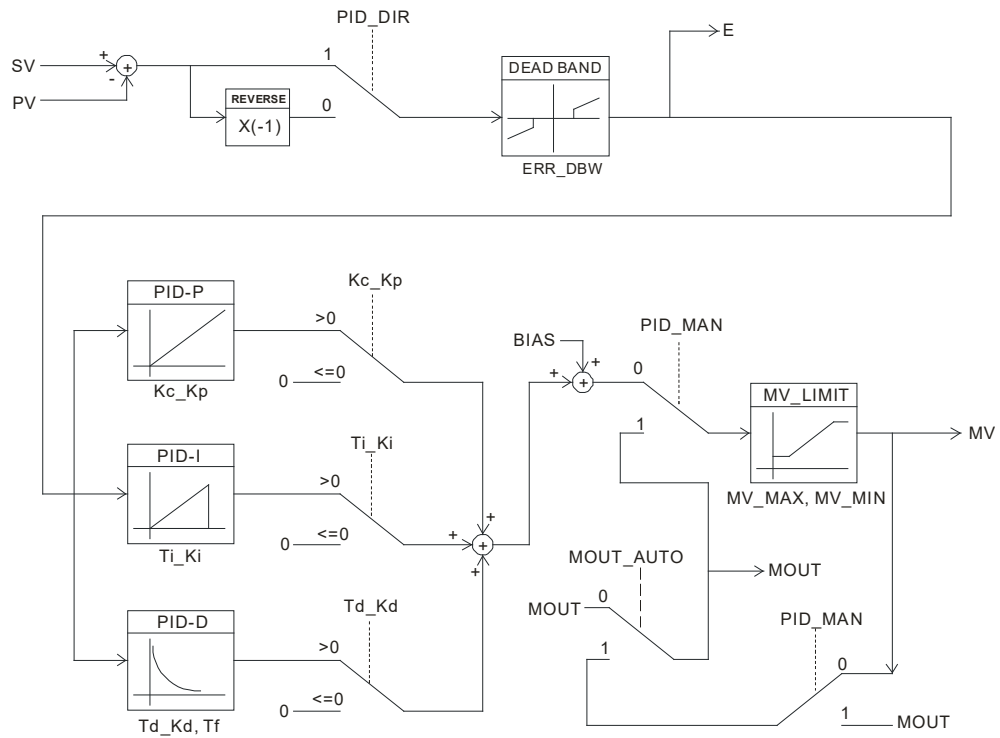 PID_DIR
E
SV
+
+
-
PV
1
0
REVERSE
X(-1)
DEAD BAND
ERR_DBW
PID-P
Kc_Kp
Kc_Kp
>0
0
<=0
PID-I
Ti_Ki
Ti_Ki
>0
0
<=0
PID-D
Td_Kd, Tf
Td_Kd
>0
0
<=0
+
+
+
+
BIAS
+
+
+
PID_MAN
0
1
MV_LIMIT
MV_MAX, MV_MIN
MV
MOUT_AUTO
MOUT
0
1
MOUT
PID_MAN
0
1
MOUT